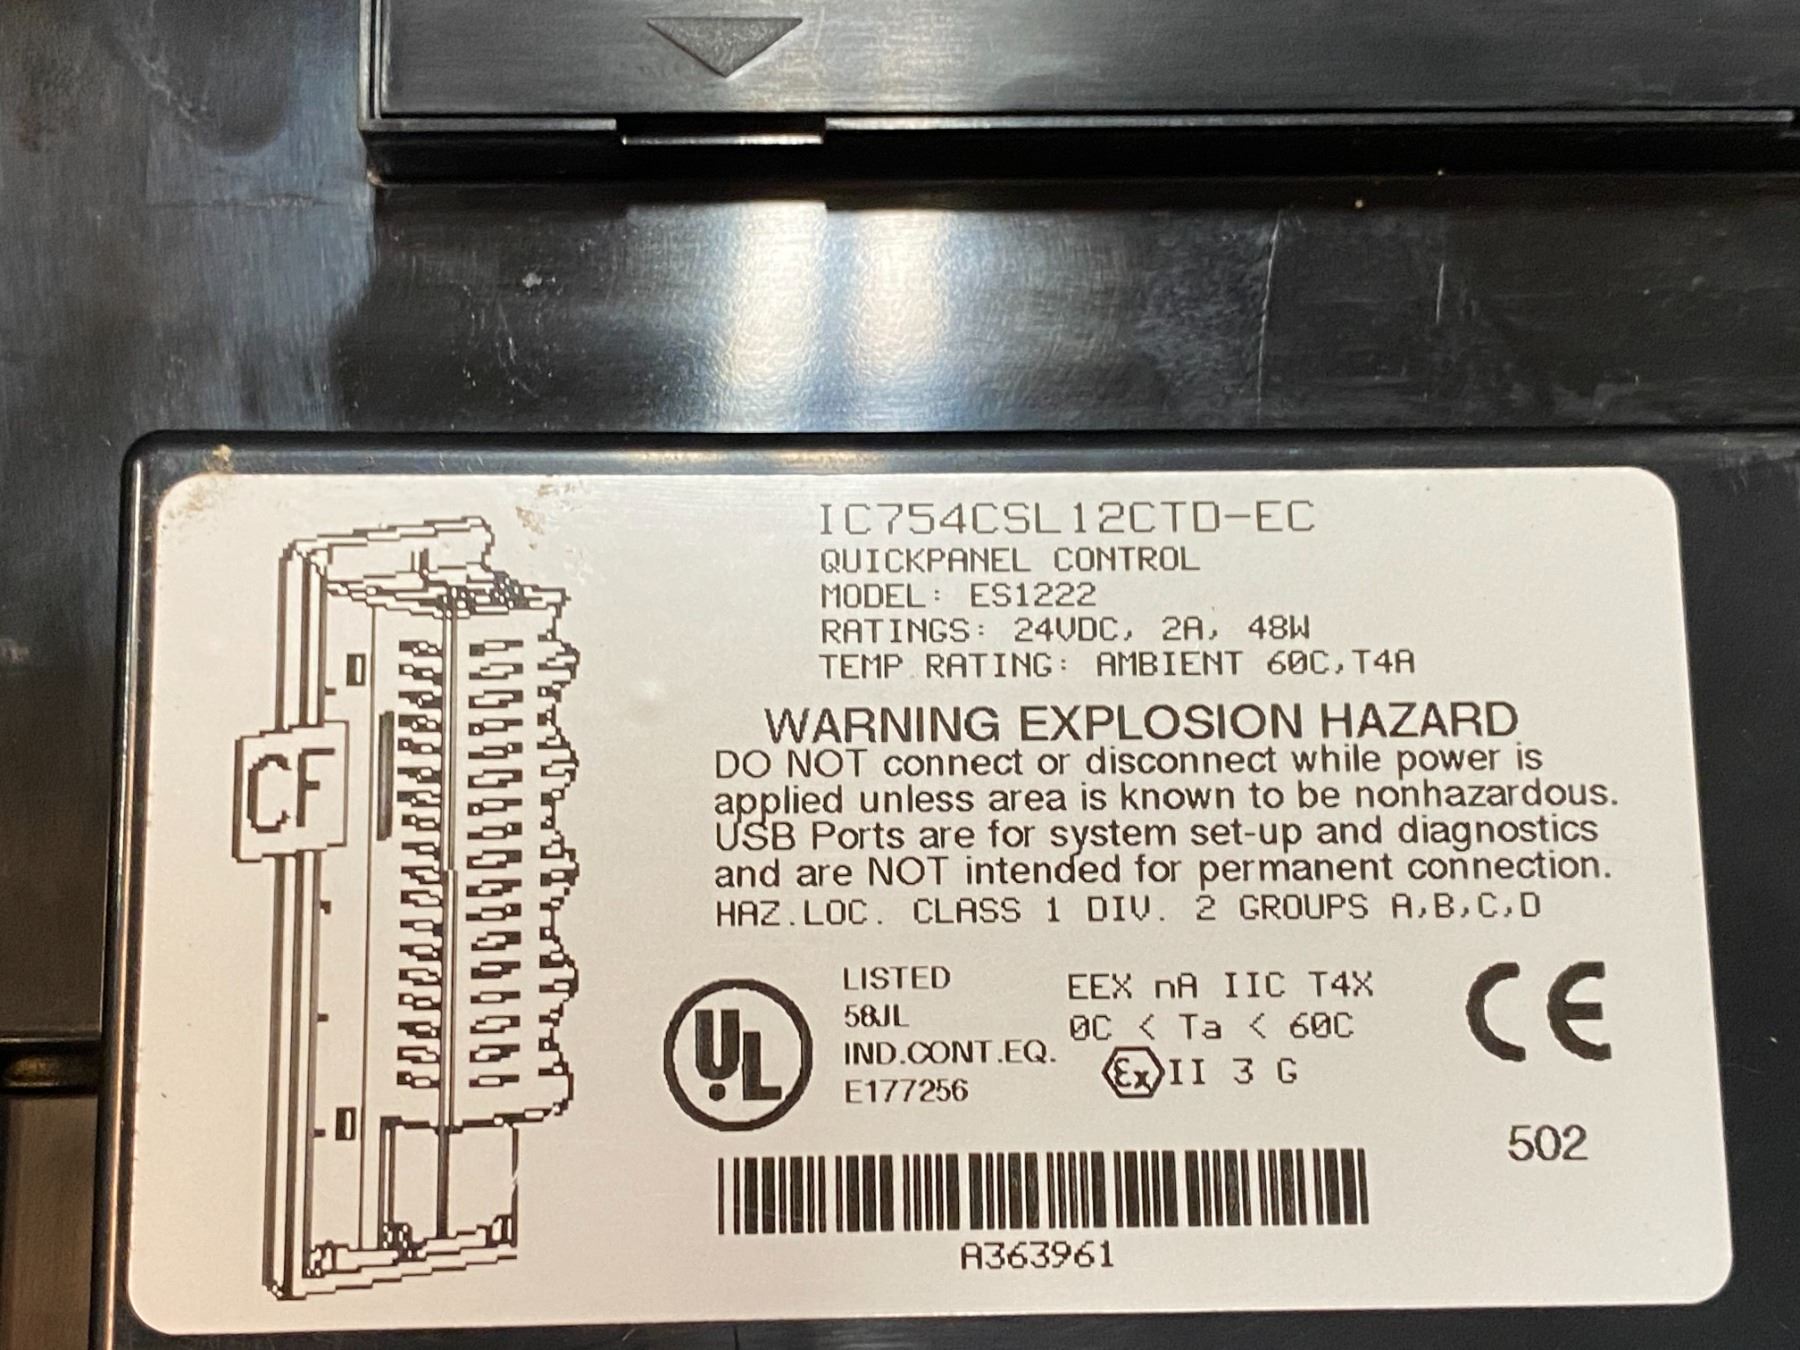 IC754CSL12CTD-EC
QUICKPANEL CONTROL
MODEL: ES1222
RATINGS: 24VDC, 2A, 48W
TEMP.RATING: AMBIENT 60C,T4A
WARNING EXPLOSION HAZARD
DO NOT connect or disconnect while power is
applied unless area is known to be nonhazardous.
USB Ports are for system set-up and diagnostics
and are NOT intended for permanent connection.
HAZ.LOC. CLASS 1 DIV. 2 GROUPS A,B,C,D
CF
UL
LISTED
58JL
IND.CONT.EQ.
E177256
EEX nA IIC T4X
0C < Ta < 60C
Ex II 3 G
CE
502
A363961